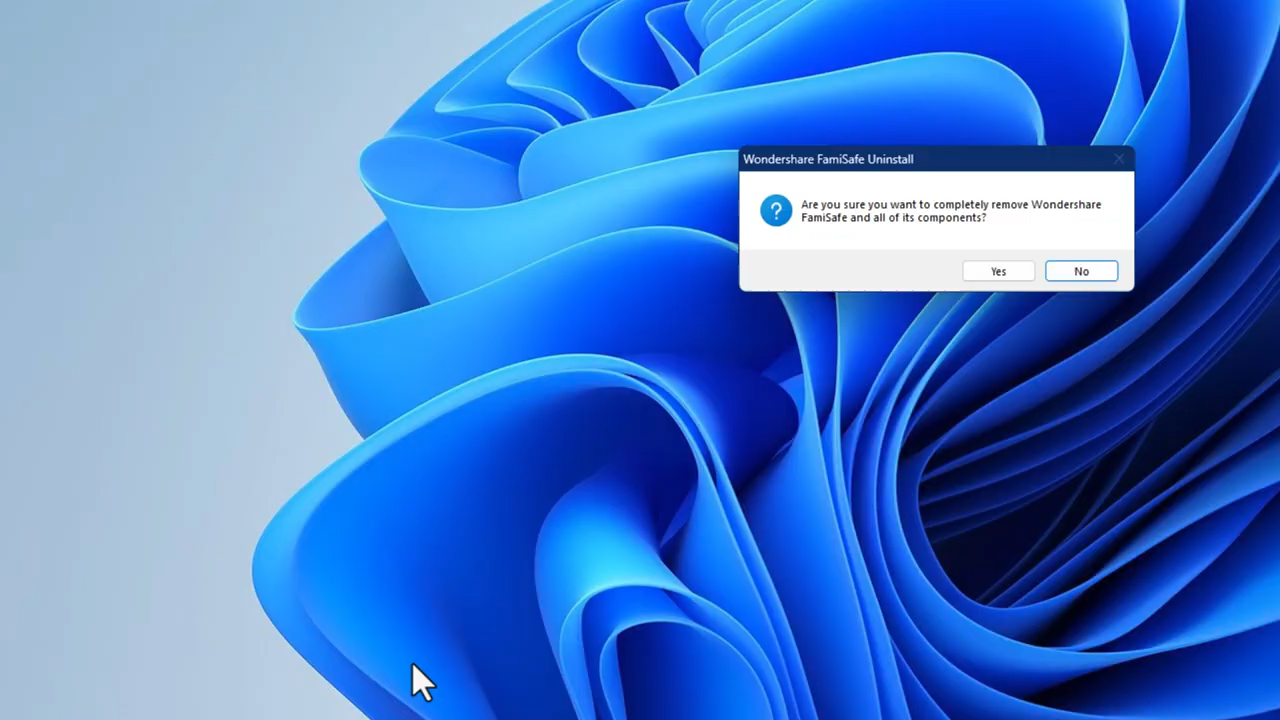 Wondershare FamiSafe Uninstall
Are you sure you want to completely remove Wondershare
FamiSafe and all of its components?
Yes
No